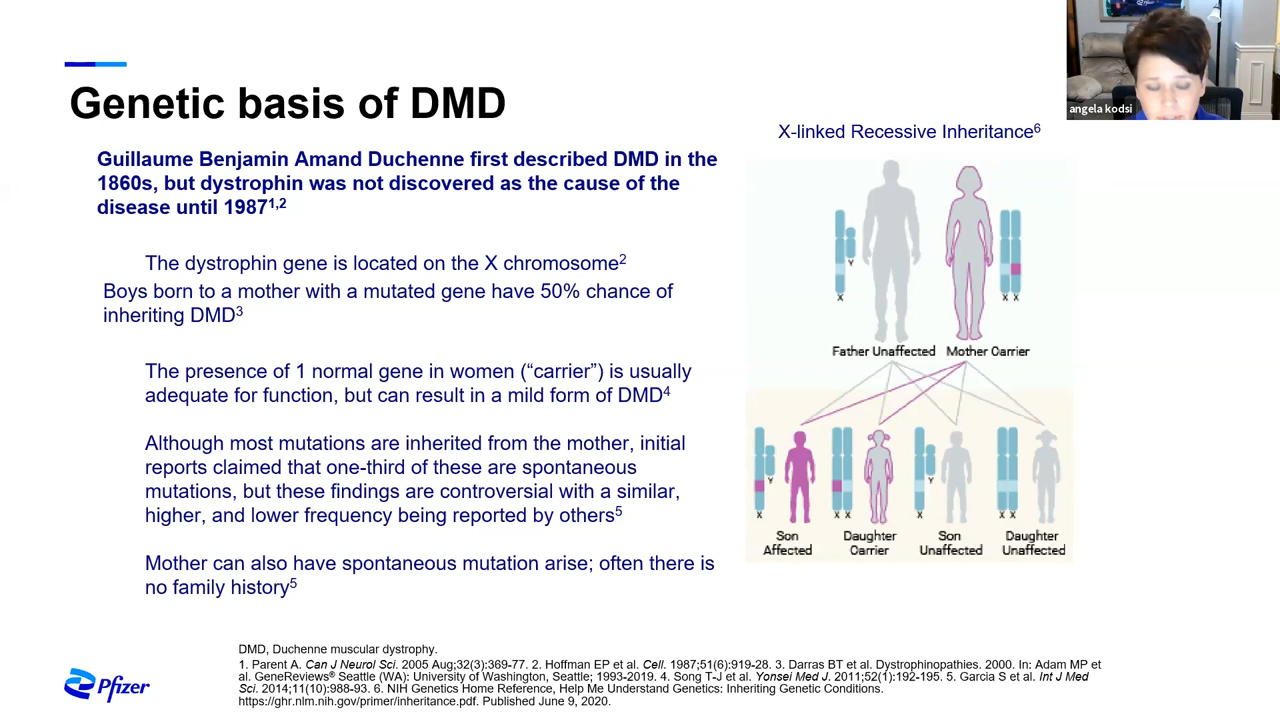 angela kodsi
Genetic basis of DMD
Guillaume Benjamin Amand Duchenne first described DMD in the
1860s, but dystrophin was not discovered as the cause of the
disease until 1987¹,²
The dystrophin gene is located on the X chromosome²
Boys born to a mother with a mutated gene have 50% chance of
inheriting DMD³
The presence of 1 normal gene in women (“carrier”) is usually
adequate for function, but can result in a mild form of DMD⁴
Although most mutations are inherited from the mother, initial
reports claimed that one-third of these are spontaneous
mutations, but these findings are controversial with a similar,
higher, and lower frequency being reported by others⁵
Mother can also have spontaneous mutation arise; often there is
no family history⁵
X-linked Recessive Inheritance⁶
Y
X
X X
Father Unaffected Mother Carrier
Y Y
X X X X X X
Son Daughter Son Daughter
Affected Carrier Unaffected Unaffected
Pfizer
DMD, Duchenne muscular dystrophy.
1. Parent A. Can J Neurol Sci. 2005 Aug;32(3):369-77. 2. Hoffman EP et al. Cell. 1987;51(6):919-28. 3. Darras BT et al. Dystrophinopathies. 2000. In: Adam MP et
al. GeneReviews® Seattle (WA): University of Washington, Seattle; 1993-2019. 4. Song T-J et al. Yonsei Med J. 2011;52(1):192-195. 5. Garcia S et al. Int J Med
Sci. 2014;11(10):988-93. 6. NIH Genetics Home Reference, Help Me Understand Genetics: Inheriting Genetic Conditions.
https://ghr.nlm.nih.gov/primer/inheritance.pdf. Published June 9, 2020.